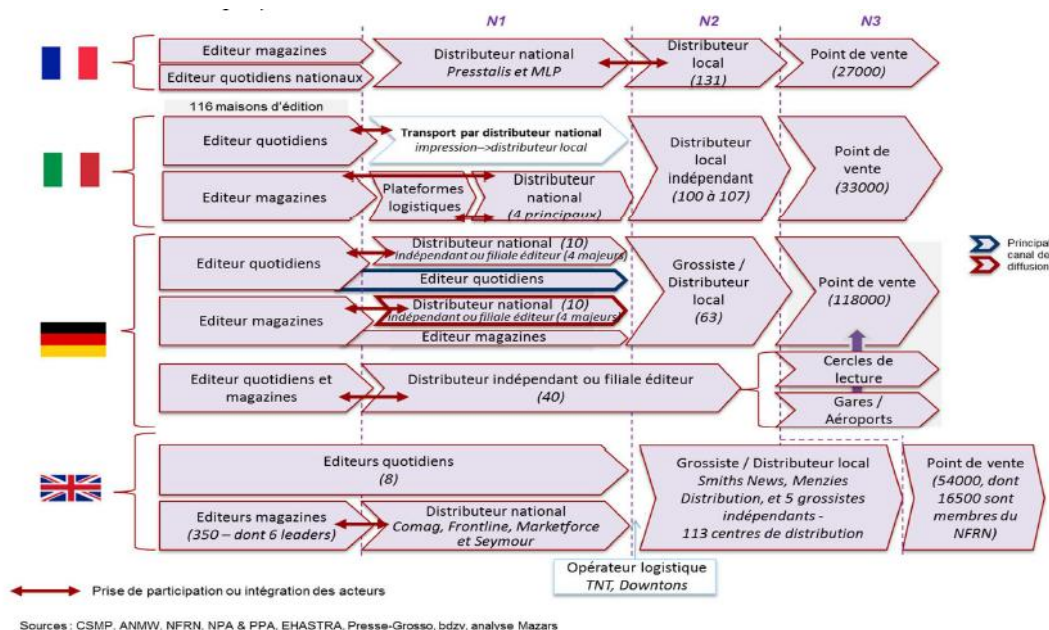 N1
N2
N3
Editeur magazines
Editeur quotidiens nationaux
Distributeur national
Presstalis et MLP
Distributeur
local
(131)
Point de vente
(27000)
116 maisons d'édition
Editeur quotidiens
Transport par distributeur national
impression–>distributeur local
Editeur magazines
Plateformes
logistiques
Distributeur
national
(4 principaux)
Distributeur
local
indépendant
(100 à 107)
Point de
vente
(33000)
Editeur quotidiens
Distributeur national (10)
indépendant ou filiale éditeur (4 majeurs)
Editeur quotidiens
Editeur magazines
Distributeur national (10)
indépendant ou filiale éditeur (4 majeurs)
Editeur magazines
Grossiste /
Distributeur
local
(63)
Point de vente
(118000)
Principal
canal de
diffusion
Editeur quotidiens et
magazines
Distributeur indépendant ou filiale éditeur
(40)
Cercles de
lecture
Gares /
Aéroports
Editeurs quotidiens
(8)
Editeurs magazines
(350 – dont 6 leaders)
Distributeur national
Comag, Frontline, Marketforce
et Seymour
Grossiste / Distributeur local
Smiths News, Menzies
Distribution, et 5 grossistes
indépendants -
113 centres de distribution
Point de vente
(54000, dont
16500 sont
membres du
NFRN)
Opérateur logistique
TNT, Downtons
Prise de participation ou intégration des acteurs
Sources : CSMP, ANMW, NFRN, NPA & PPA, EHASTRA, Presse-Grosso, bdzv, analyse Mazars